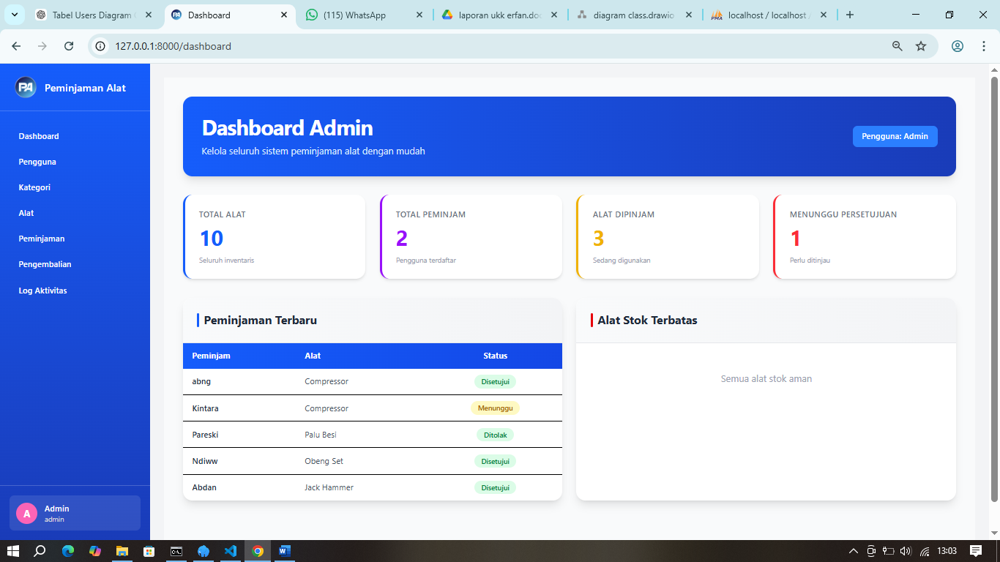 Tabel Users Diagram
Dashboard
(115) WhatsApp
laporan ukk erfan.doc
diagram class.drawio
localhost / localhost /
127.0.0.1:8000/dashboard
PA
Peminjaman Alat
Dashboard
Pengguna
Kategori
Alat
Peminjaman
Pengembalian
Log Aktivitas
A
Admin
admin
Dashboard Admin
Kelola seluruh sistem peminjaman alat dengan mudah
Pengguna: Admin
TOTAL ALAT
10
Seluruh inventaris
TOTAL PEMINJAM
2
Pengguna terdaftar
ALAT DIPINJAM
3
Sedang digunakan
MENUNGGU PERSETUJUAN
1
Perlu ditinjau
Peminjaman Terbaru
Peminjam Alat Status
abng Compressor Disetujui
Kintara Compressor Menunggu
Pareski Palu Besi Ditolak
Ndiww Obeng Set Disetujui
Abdan Jack Hammer Disetujui
Alat Stok Terbatas
Semua alat stok aman
13:03